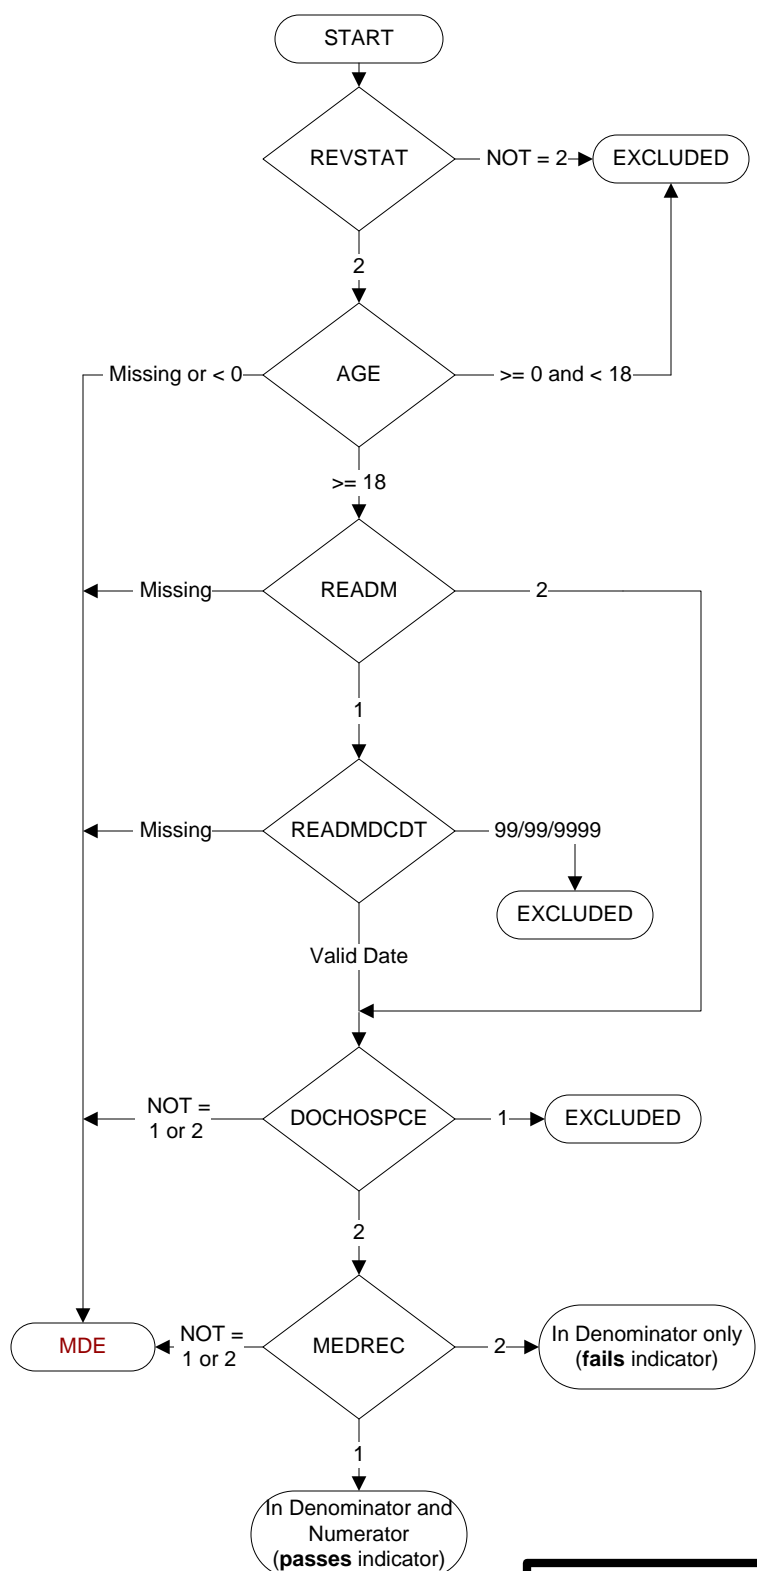 START
REVSTAT
NOT = 2
EXCLUDED
2
Missing or < 0
AGE
>= 0 and < 18
>= 18
Missing
READM
2
1
Missing
READMDCDT
99/99/9999
EXCLUDED
Valid Date
NOT =
1 or 2
DOCHOSPCE
1
EXCLUDED
2
MDE
NOT =
1 or 2
MEDREC
2
In Denominator only
(fails indicator)
1
In Denominator and
Numerator
(passes indicator)